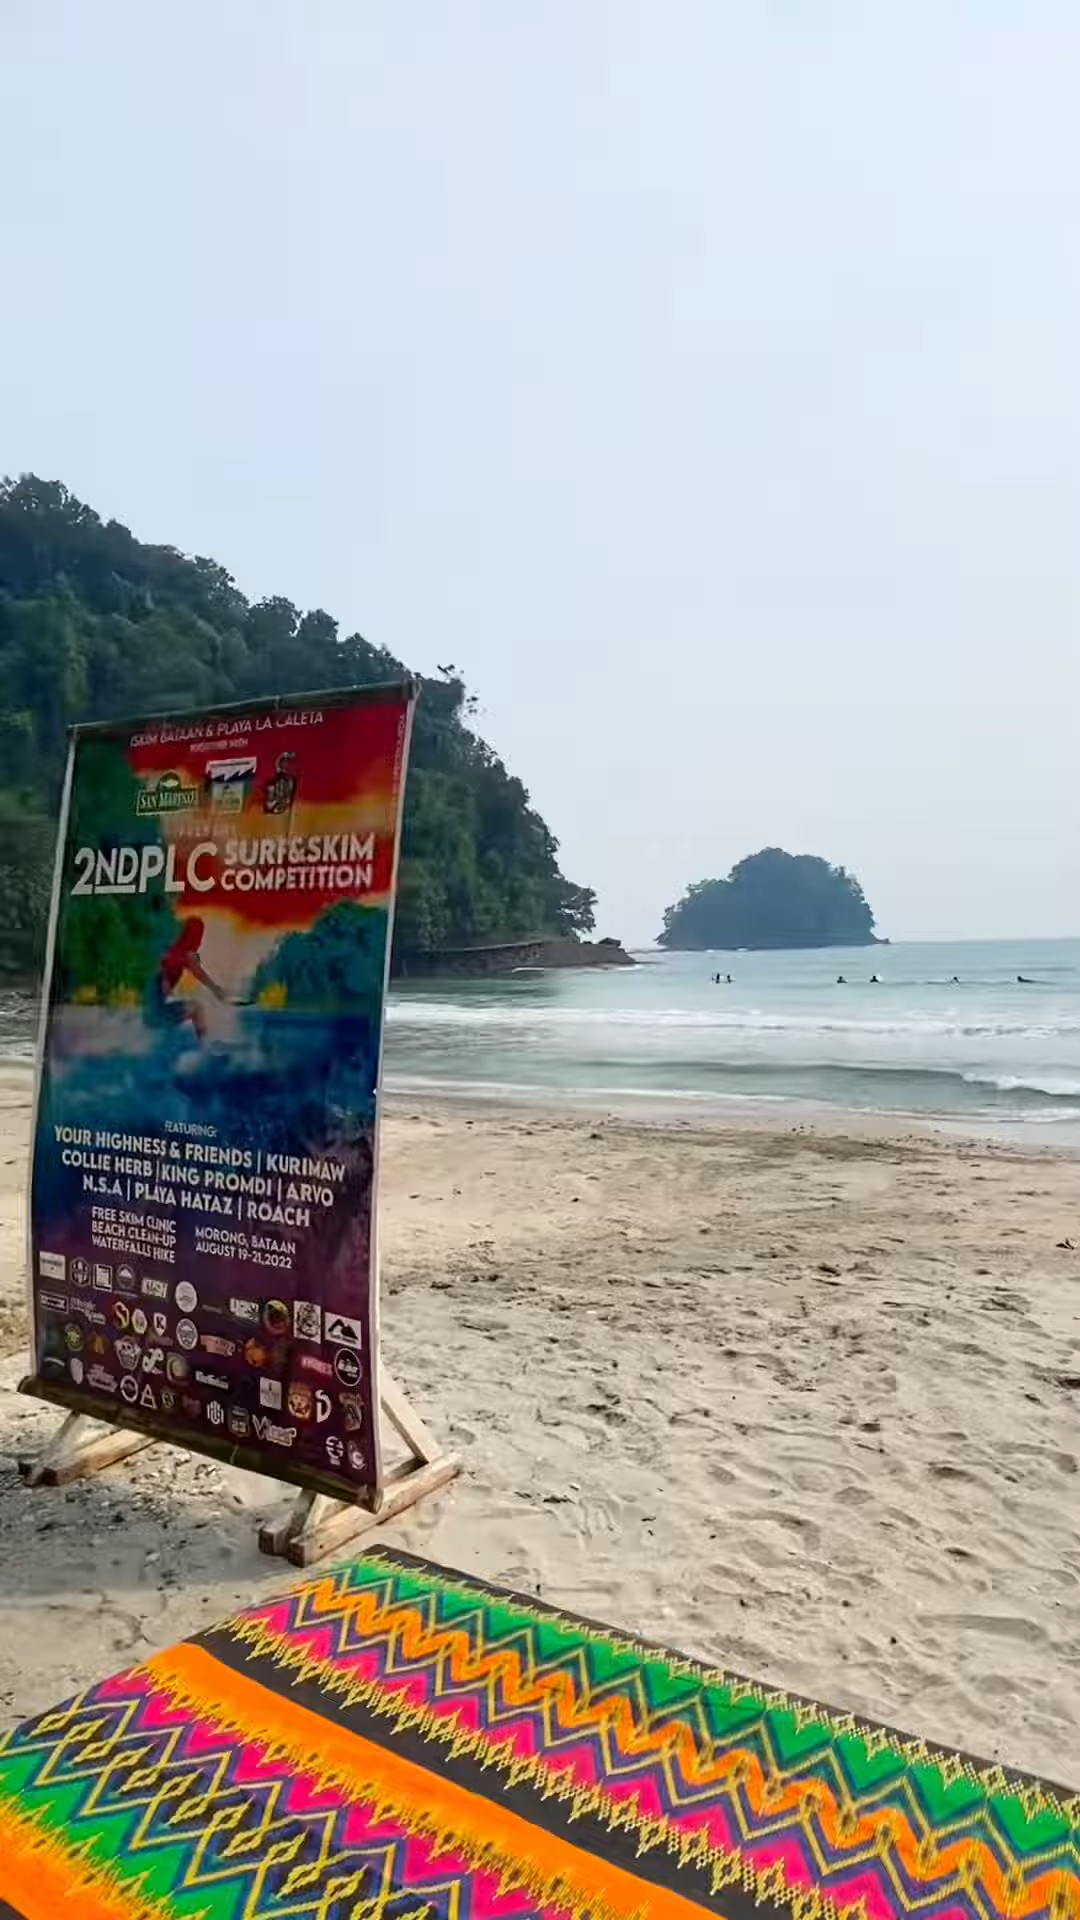 ISKIM BATAAN & PLAYA LA CALETA
TOGETHER WITH
SAN MARINO
2NDPLC
SURF&SKIM
COMPETITION
FEATURING:
YOUR HIGHNESS & FRIENDS | KURIMAW
COLLIE HERB | KING PROMDI | ARVO
N.S.A | PLAYA HATAZ | ROACH
FREE SKIM CLINIC
BEACH CLEAN-UP
WATERFALLS HIKE
MORONG, BATAAN
AUGUST 19-21,2022